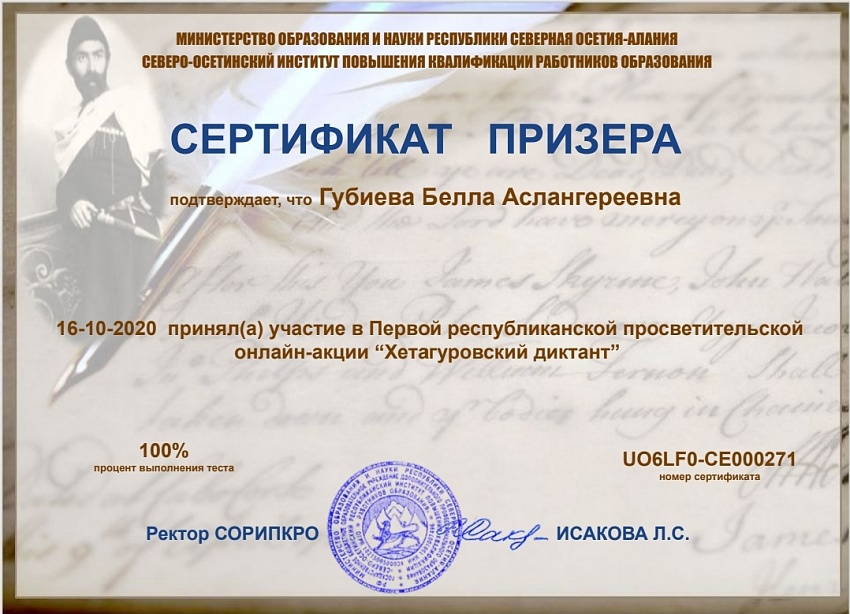 МИНИСТЕРСТВО ОБРАЗОВАНИЯ И НАУКИ РЕСПУБЛИКИ СЕВЕРНАЯ ОСЕТИЯ-АЛАНИЯ
СЕВЕРО-ОСЕТИНСКИЙ ИНСТИТУТ ПОВЫШЕНИЯ КВАЛИФИКАЦИИ РАБОТНИКОВ ОБРАЗОВАНИЯ
СЕРТИФИКАТ ПРИЗЕРА
подтверждает, что Губиева Белла Аслангереевна
16-10-2020 принял(а) участие в Первой республиканской просветительской
онлайн-акции “Хетагуровский диктант”
100%
процент выполнения теста
UO6LF0-CE000271
номер сертификата
Ректор СОРИПКРО
ИСАКОВА Л.С.